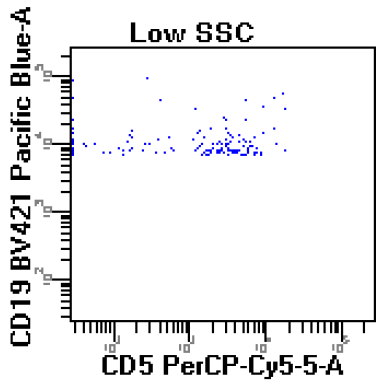 Low SSC
CD19 BV421 Pacific Blue-A
CD5 PerCP-Cy5-5-A